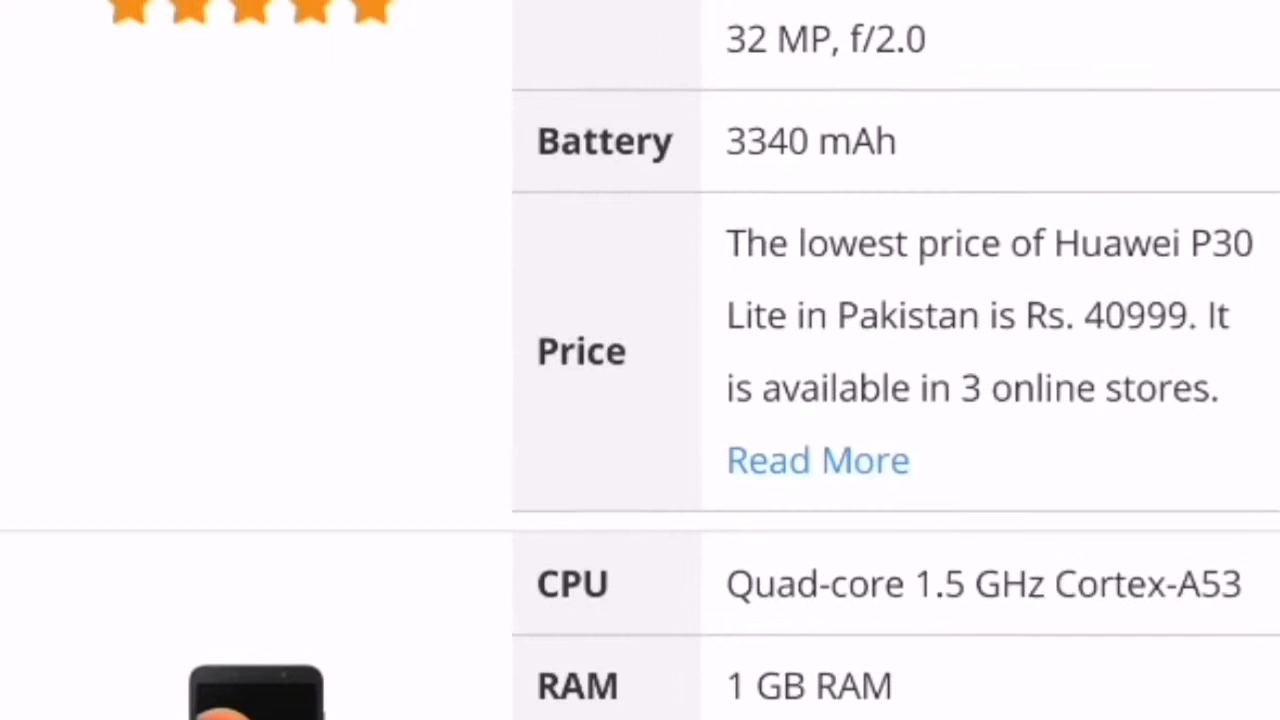 32 MP, f/2.0
Battery 3340 mAh
Price
The lowest price of Huawei P30
Lite in Pakistan is Rs. 40999. It
is available in 3 online stores.
Read More
CPU Quad-core 1.5 GHz Cortex-A53
RAM 1 GB RAM